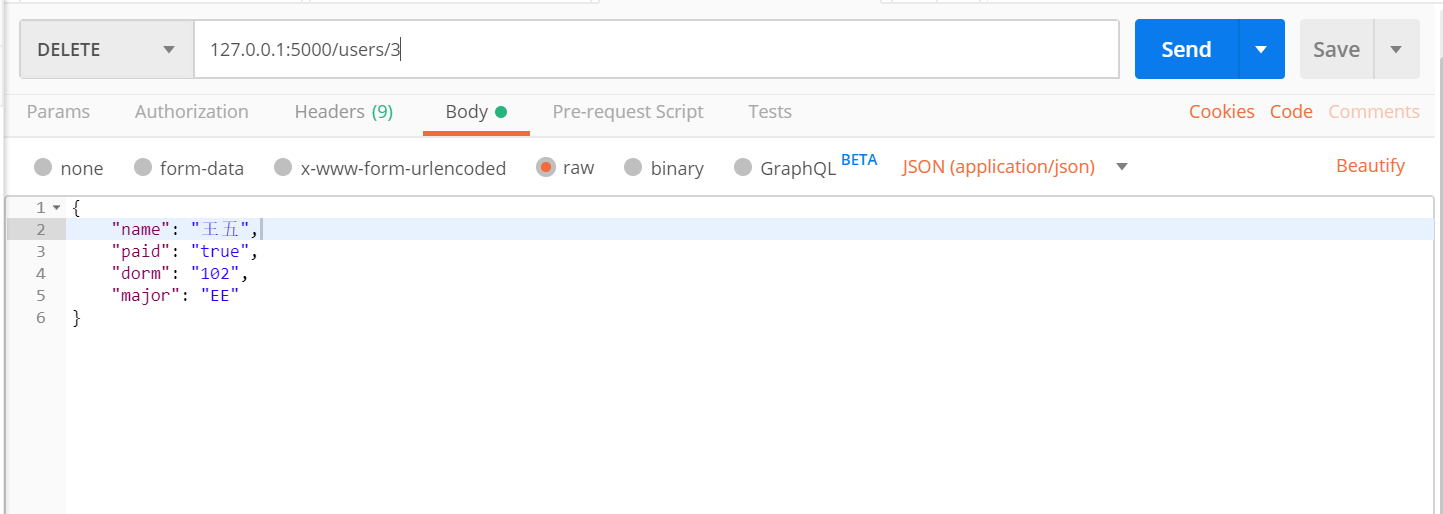 DELETE 127.0.0.1:5000/users/3 Send Save
Params Authorization Headers (9) Body Pre-request Script Tests Cookies Code Comments
none form-data x-www-form-urlencoded raw binary GraphQL BETA JSON (application/json) Beautify
1 {
2 "name": "王五",
3 "paid": "true",
4 "dorm": "102",
5 "major": "EE"
6 }